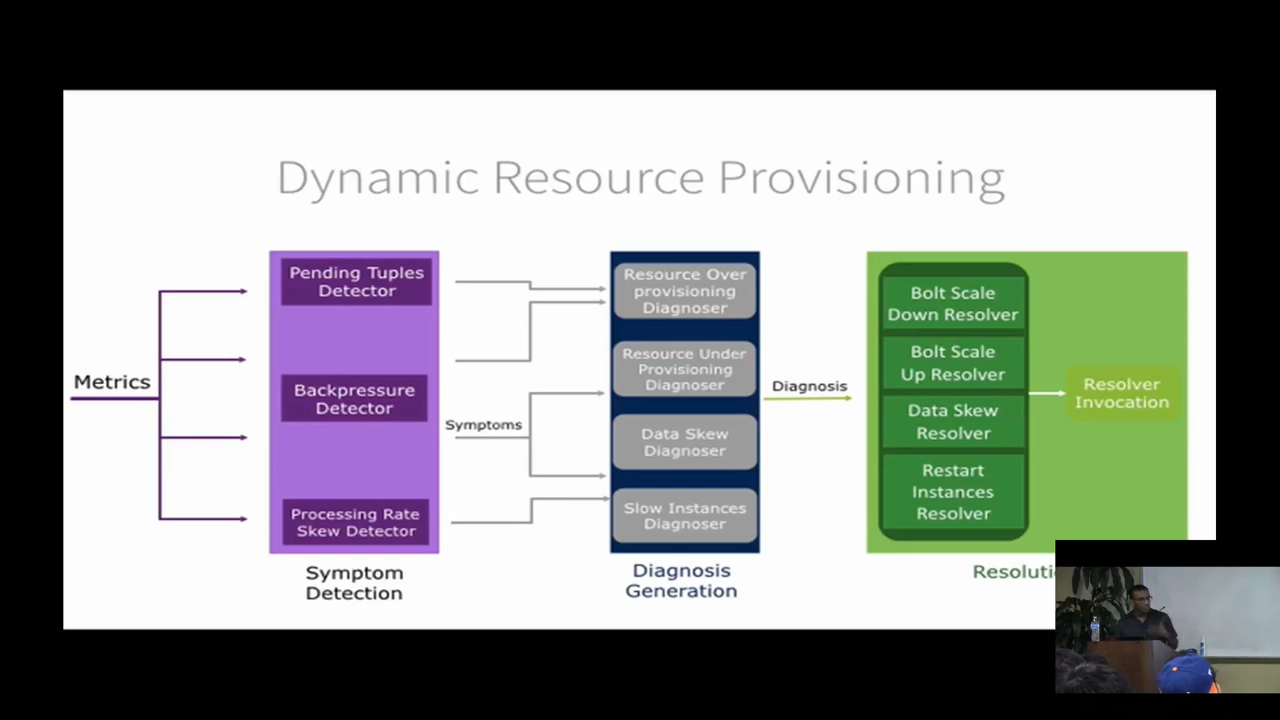 Dynamic Resource Provisioning
Metrics
Pending Tuples
Detector
Backpressure
Detector
Processing Rate
Skew Detector
Symptom
Detection
Symptoms
Resource Over
provisioning
Diagnoser
Resource Under
Provisioning
Diagnoser
Data Skew
Diagnoser
Slow Instances
Diagnoser
Diagnosis
Generation
Diagnosis
Bolt Scale
Down Resolver
Bolt Scale
Up Resolver
Data Skew
Resolver
Restart
Instances
Resolver
Resolver
Invocation
Resoluti